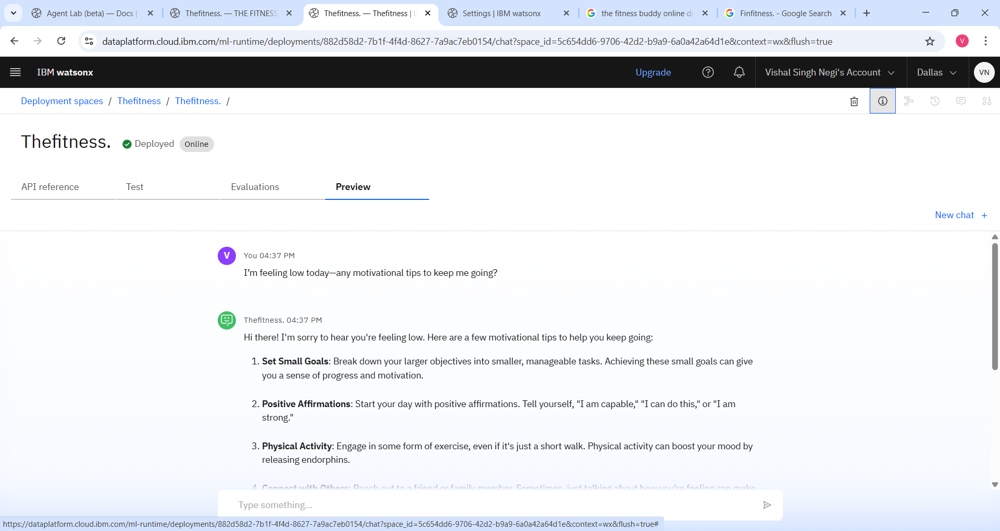 Agent Lab (beta) — Docs |
Thefitness. — THE FITNESS
Thefitness. — Thefitness | I
Settings | IBM watsonx
the fitness buddy online di
Finfitness. - Google Search
dataplatform.cloud.ibm.com/ml-runtime/deployments/882d58d2-7b1f-4f4d-8627-7a9ac7eb0154/chat?space_id=5c654dd6-9706-42d2-b9a9-6a0a42a64d1e&context=wx&flush=true
V
IBM watsonx
Upgrade
Vishal Singh Negi's Account
Dallas
VN
Deployment spaces / Thefitness / Thefitness. /
Thefitness.
Deployed
Online
API reference
Test
Evaluations
Preview
New chat +
V
You 04:37 PM
I'm feeling low today—any motivational tips to keep me going?
Thefitness. 04:37 PM
Hi there! I'm sorry to hear you're feeling low. Here are a few motivational tips to help you keep going:
1. Set Small Goals: Break down your larger objectives into smaller, manageable tasks. Achieving these small goals can give
you a sense of progress and motivation.
2. Positive Affirmations: Start your day with positive affirmations. Tell yourself, "I am capable," "I can do this," or "I am
strong."
3. Physical Activity: Engage in some form of exercise, even if it's just a short walk. Physical activity can boost your mood by
releasing endorphins.
4. Connect with Others: Reach out to a friend or family member. Sometimes, just talking about how you're feeling can make
Type something...
https://dataplatform.cloud.ibm.com/ml-runtime/deployments/882d58d2-7b1f-4f4d-8627-7a9ac7eb0154/chat?space_id=5c654dd6-9706-42d2-b9a9-6a0a42a64d1e&context=wx&flush=true#